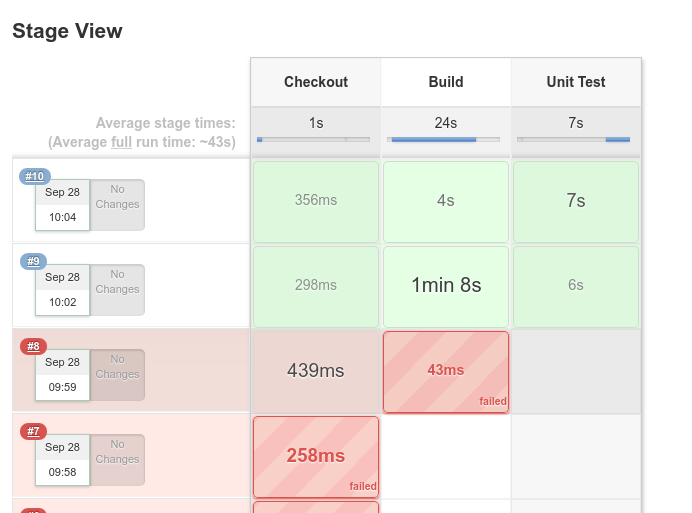 Stage View
Checkout Build Unit Test
Average stage times: 1s 24s 7s
(Average full run time: ~43s)
#10
Sep 28 No Changes
10:04
356ms 4s 7s
#9
Sep 28 No Changes
10:02
298ms 1min 8s 6s
#8
Sep 28 No Changes
09:59
439ms 43ms
failed
#7
Sep 28 No Changes
09:58
258ms
failed